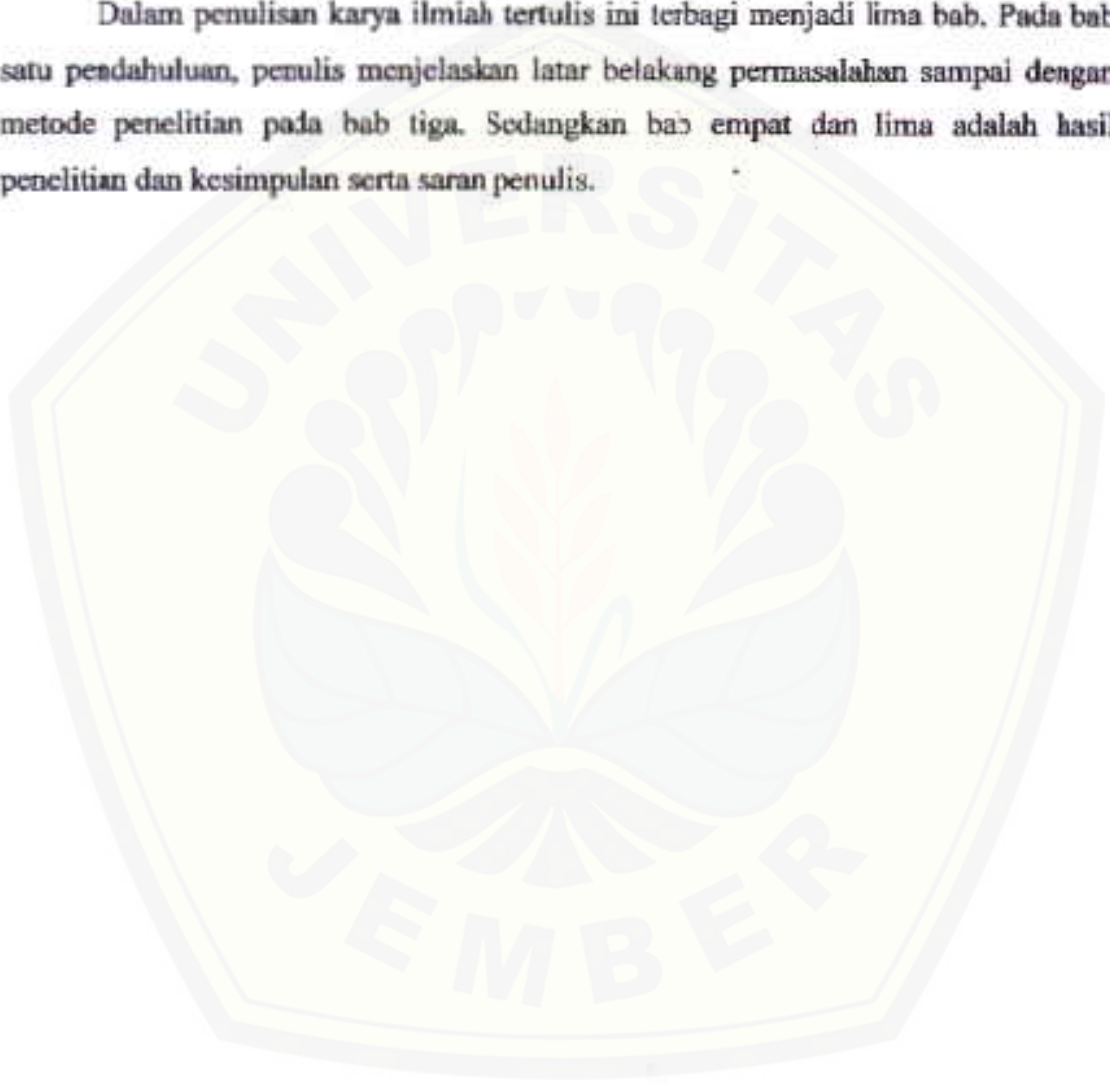 Dalam penulisan karya ilmiah tertulis ini terbagi menjadi lima bab. Pada bab
satu pendahuluan, penulis menjelaskan latar belakang permasalahan sampai dengan
metode penelitian pada bab tiga. Sedangkan bab empat dan lima adalah hasil
penelitian dan kesimpulan serta saran penulis.
UNIVERSITAS
JEMBER